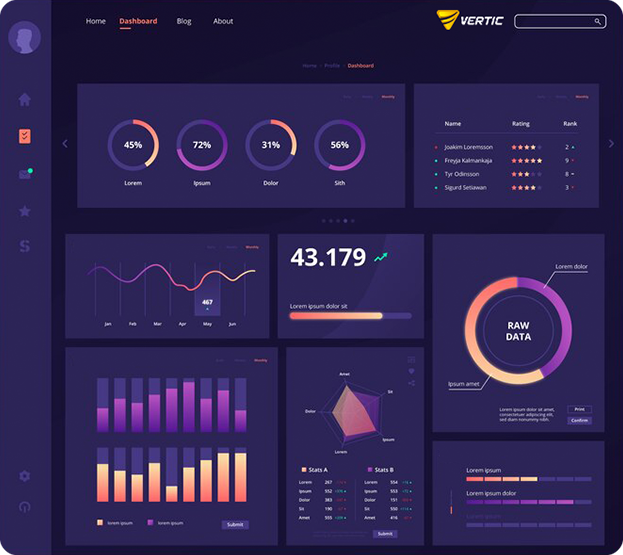 Home Dashboard Blog About
VERTIC
Home Profile Dashboard
Monthly
45% 72% 31% 56%
Lorem Ipsum Dolor Sith
Monthly
Name Rating Rank
Joakim Loremsson 2
Freyja Kalmankaja 9
Tyr Odinsson 8
Sigurd Setiawan 3
Monthly
467
Jan Feb Mar Apr May Jun
43.179
Lorem ipsum dolor sit
Lorem dolor
RAW
DATA
Ipsum amet
Lorem ipsum dolor sit amet,
consectetuer adipiscing elit,
sed diam nonummy nibh.
Print
Confirm
Monthly
lorem ipsum lorem ipsum
Submit
Amet
Sit
Dolor
Ipsum
Lorem
Stats A Stats B
Lorem 267 Lorem 554
Ipsum 552 Ipsum 553
Dolor 383 Dolor 151
Sit 190 Sit 550
Amet 555 Amet 416
Submit
Lorem ipsum
Lorem ipsum dolor